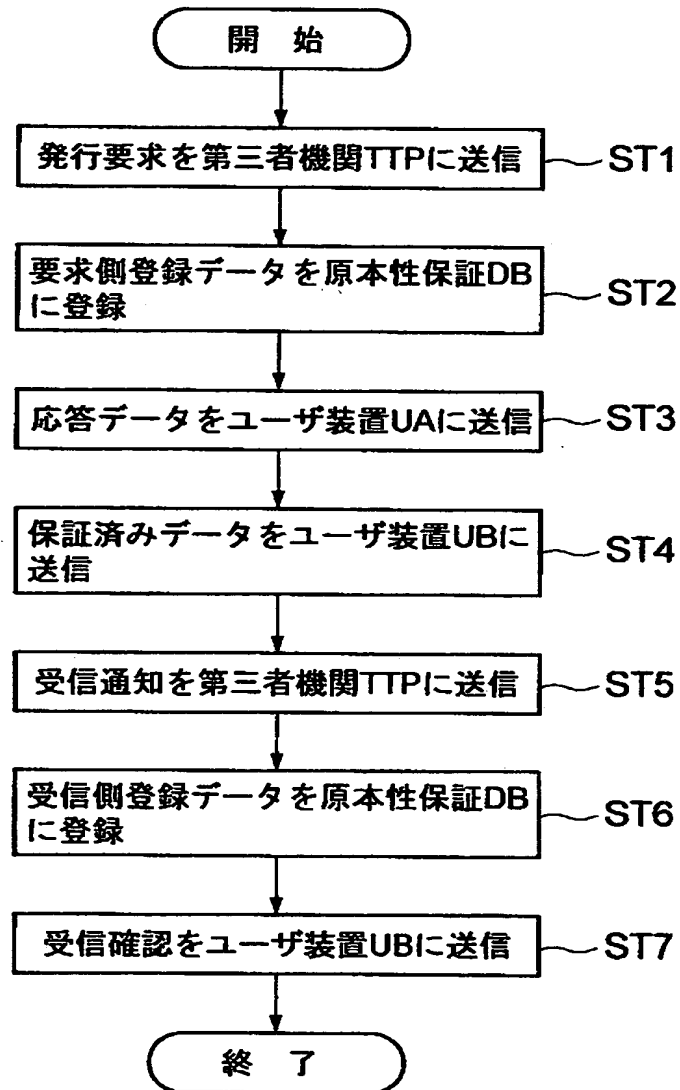 開 始
発行要求を第三者機関TTPに送信
ST1
要求側登録データを原本性保証DB
に登録
ST2
応答データをユーザ装置UAに送信
ST3
保証済みデータをユーザ装置UBに
送信
ST4
受信通知を第三者機関TTPに送信
ST5
受信側登録データを原本性保証DB
に登録
ST6
受信確認をユーザ装置UBに送信
ST7
終 了